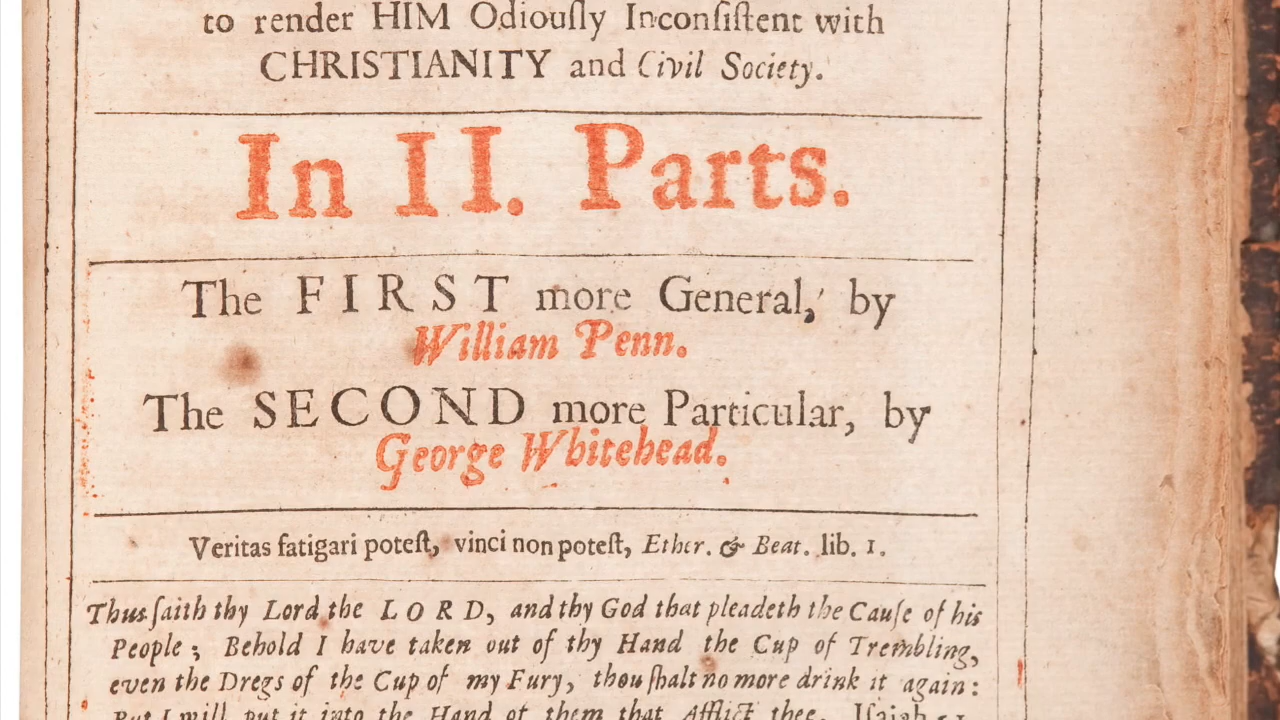 to render HIM Odiouſly Inconſiſtent with
CHRISTIANITY and Civil Society.
In II. Parts.
The FIRST more General, by
William Penn.
The SECOND more Particular, by
George Whitehead.
Veritas fatigari poteſt, vinci non poteſt, Ether. & Beat. lib. 1.
Thus ſaith thy Lord the LORD, and thy God that pleadeth the Cauſe of his
People; Behold I have taken out of thy Hand the Cup of Trembling,
even the Dregs of the Cup of my Fury, thou ſhalt no more drink it again:
But I will put it into the Hand of them that Afflict thee. Iſaiah 51.